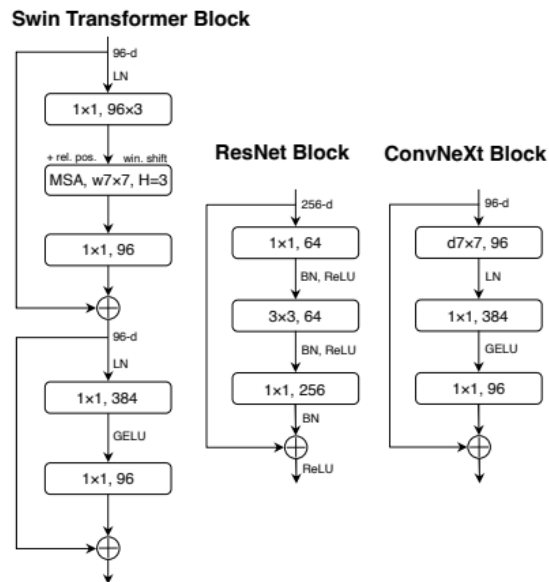 Swin Transformer Block
96-d
LN
1×1, 96×3
+ rel. pos.
win. shift
MSA, w7×7, H=3
1×1, 96
96-d
LN
1×1, 384
GELU
1×1, 96
ResNet Block
256-d
1×1, 64
BN, ReLU
3×3, 64
BN, ReLU
1×1, 256
BN
ReLU
ConvNeXt Block
96-d
d7×7, 96
LN
1×1, 384
GELU
1×1, 96